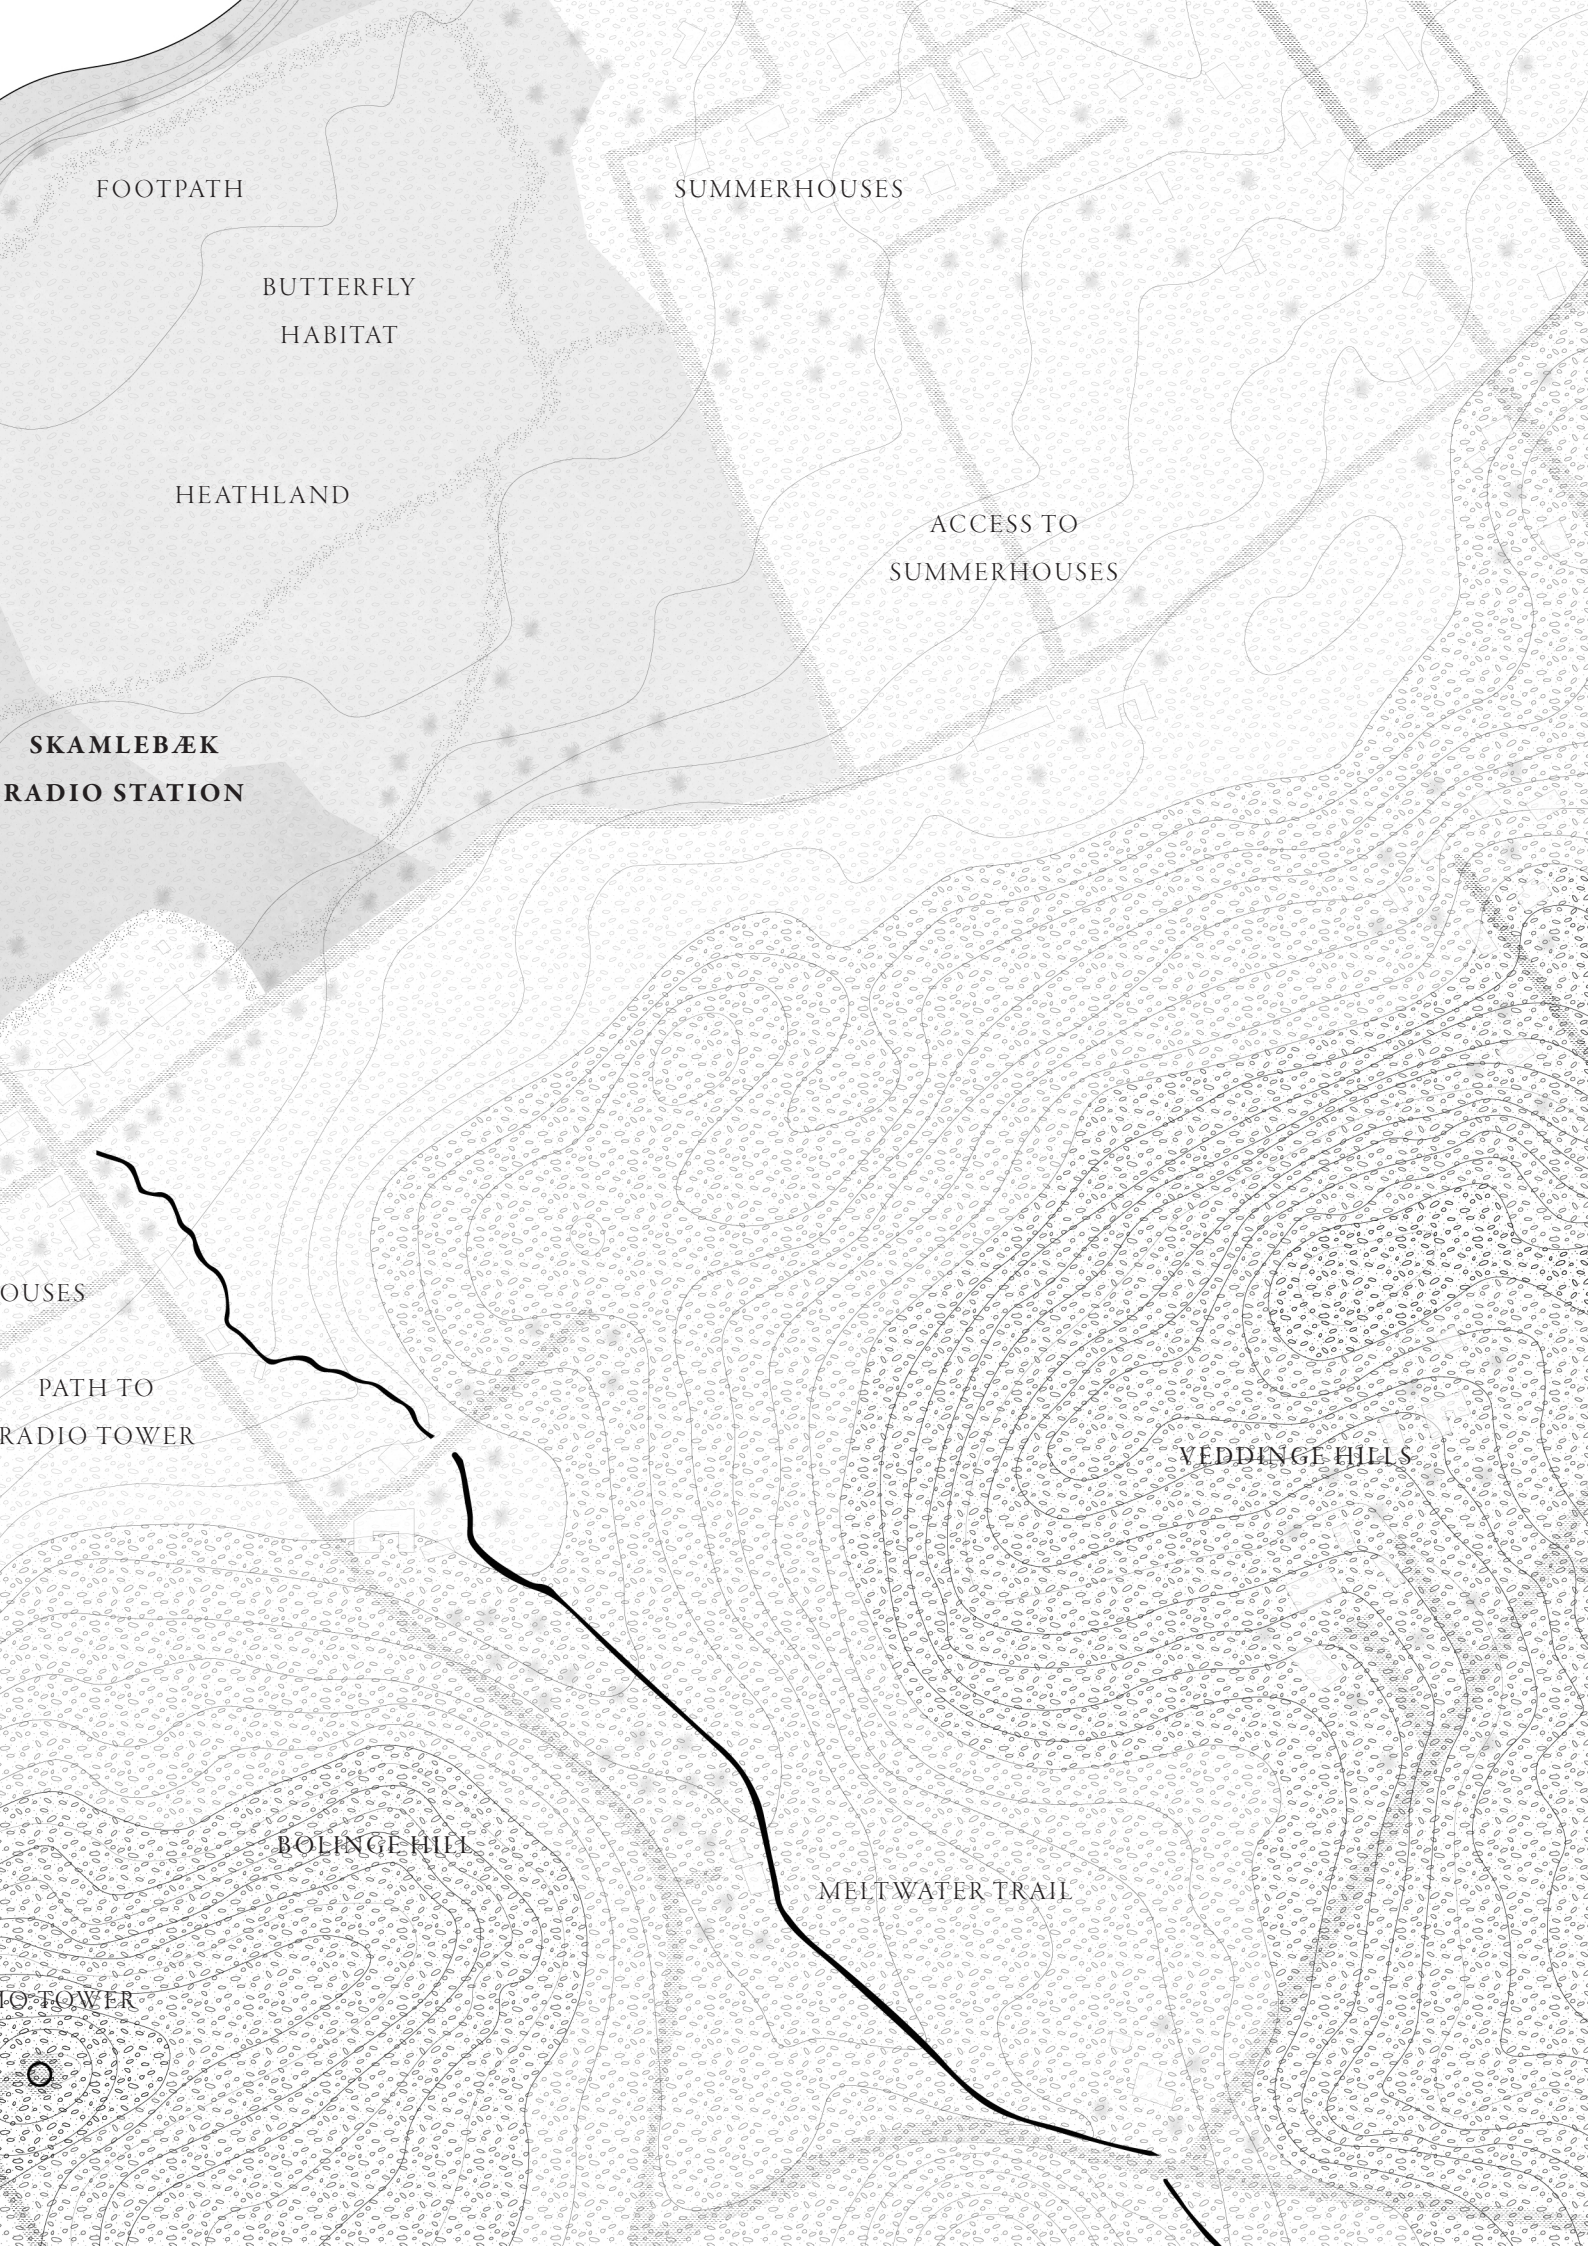 FOOTPATH
SUMMERHOUSES
BUTTERFLY
HABITAT
HEATHLAND
ACCESS TO
SUMMERHOUSES
SKAMLEBÆK
RADIO STATION
OUSES
PATH TO
RADIO TOWER
VEDDINGE HILLS
BOLINGE HILL
MELTWATER TRAIL
IO TOWER